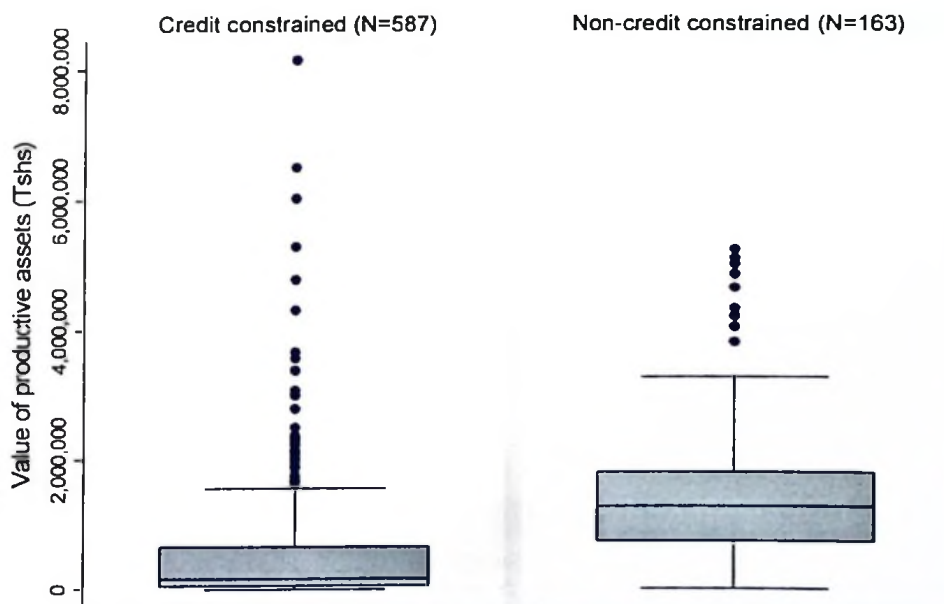 Credit constrained (N=587)
Non-credit constrained (N=163)
Value of productive assets (Tshs)
8.000.000
6,000,000
4,000,000
2,000,000
0